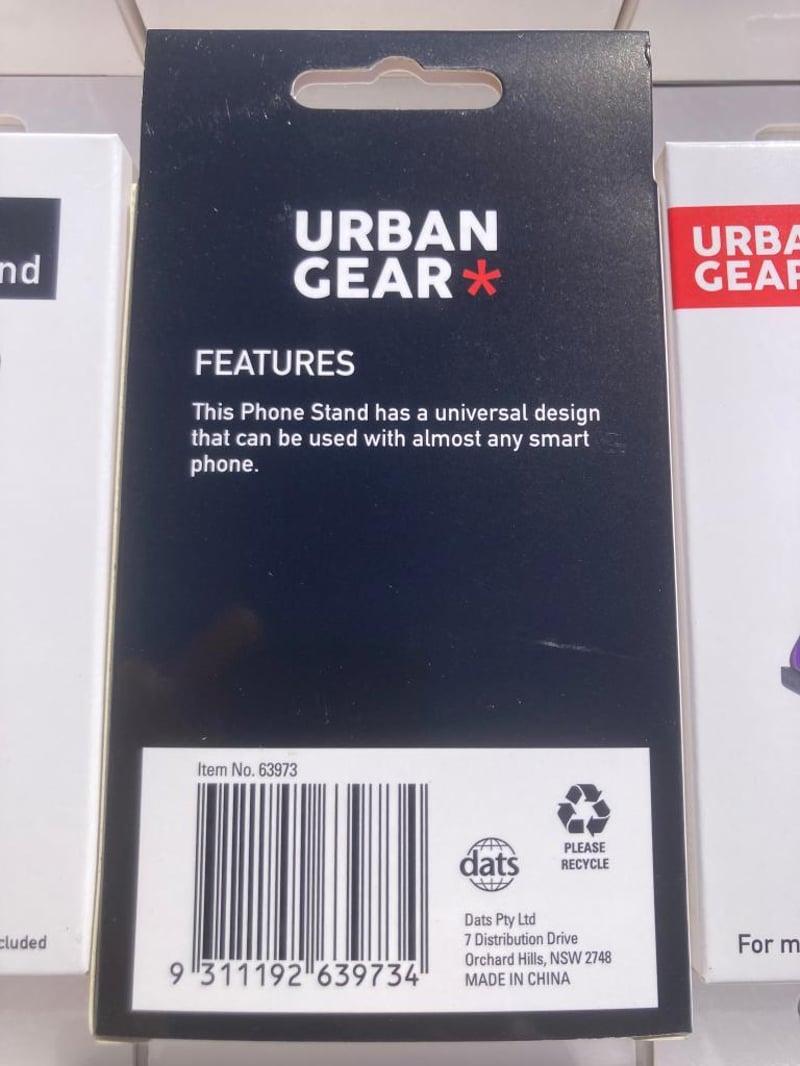 URBAN
GEAR*
FEATURES
This Phone Stand has a universal design
that can be used with almost any smart
phone.
Item No. 63973
9 311192 639734
dats
PLEASE
RECYCLE
Dats Pty Ltd
7 Distribution Drive
Orchard Hills, NSW 2748
MADE IN CHINA
nd
cluded
URBA
GEAR
For m